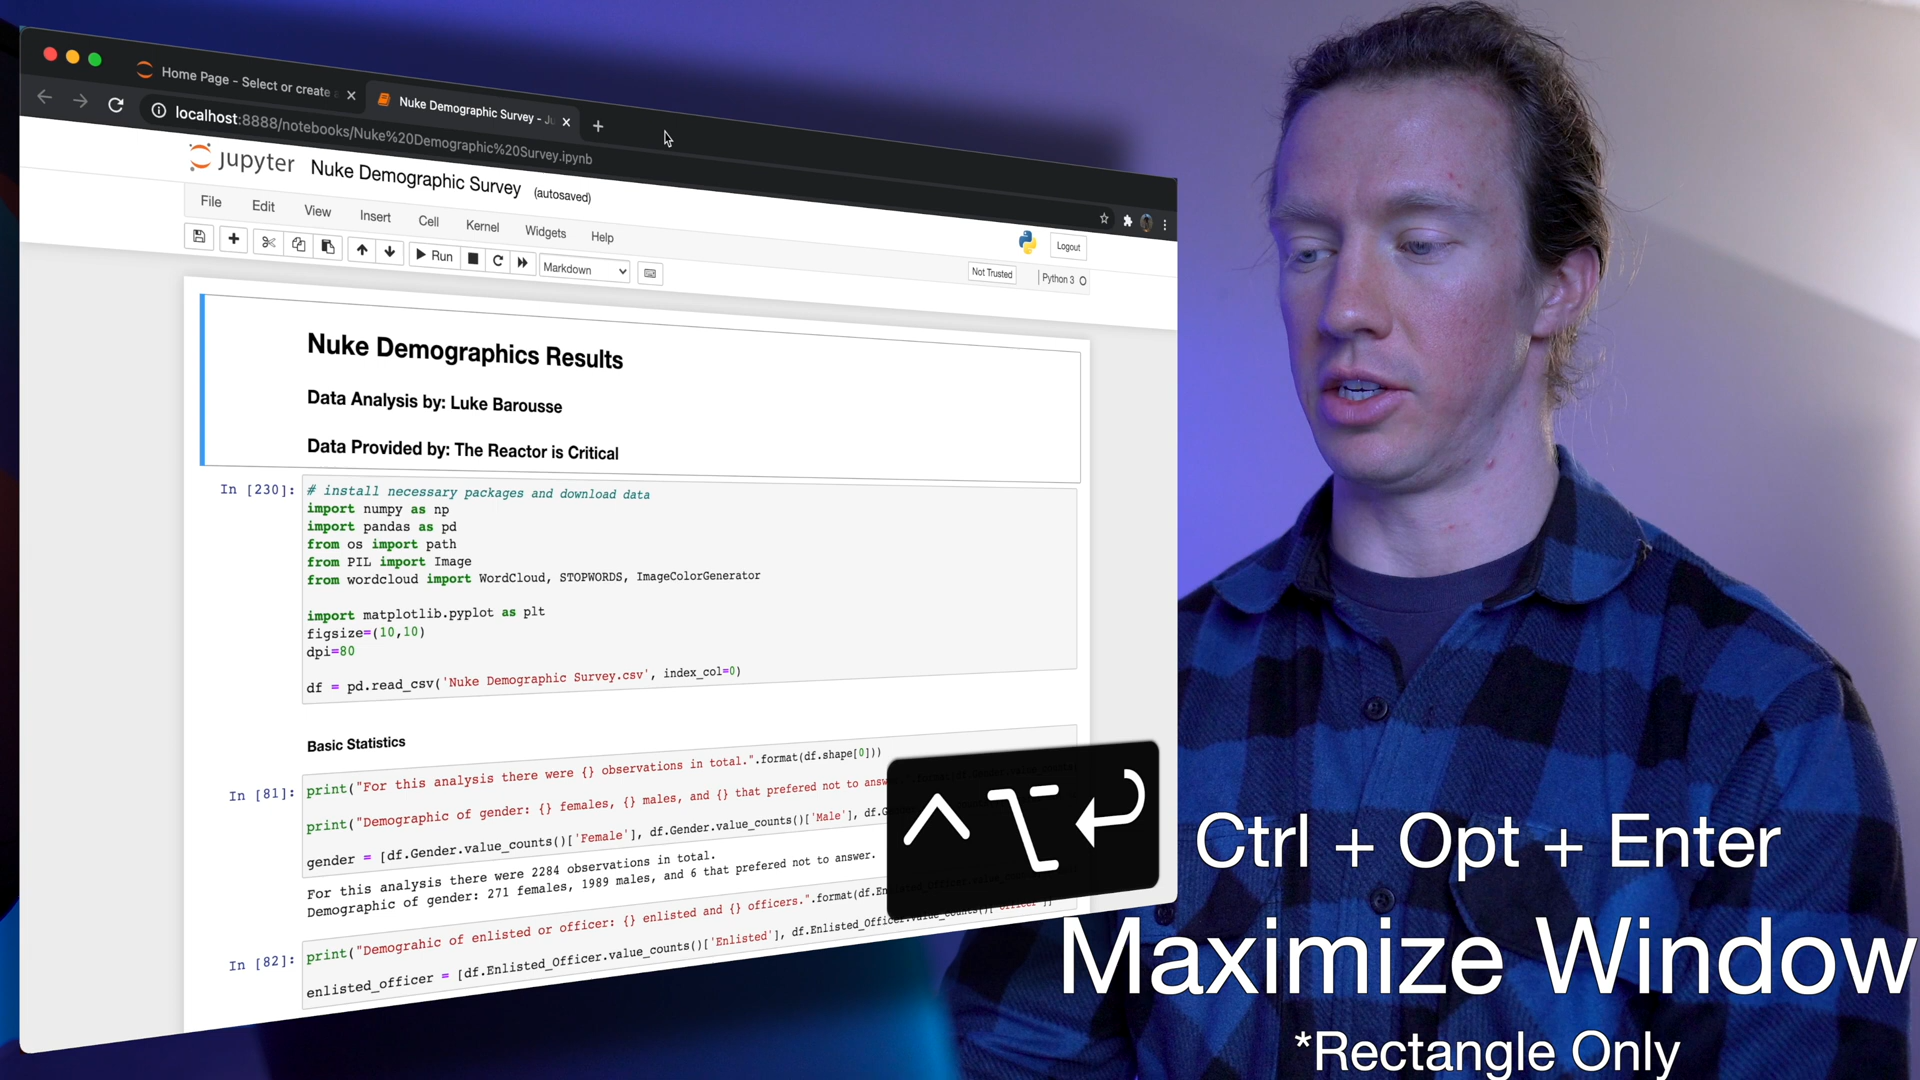 Home Page - Select or create a
Nuke Demographic Survey - Ju
localhost:8888/notebooks/Nuke%20Demographic%20Survey.ipynb
jupyter Nuke Demographic Survey (autosaved)
File Edit View Insert Cell Kernel Widgets Help
Logout
Run
Markdown
Not Trusted
Python 3
Nuke Demographics Results
Data Analysis by: Luke Barousse
Data Provided by: The Reactor is Critical
In [230]:
# install necessary packages and download data
import numpy as np
import pandas as pd
from os import path
from PIL import Image
from wordcloud import WordCloud, STOPWORDS, ImageColorGenerator
import matplotlib.pyplot as plt
figsize=(10,10)
dpi=80
df = pd.read_csv('Nuke Demographic Survey.csv', index_col=0)
Basic Statistics
In [81]:
print("For this analysis there were {} observations in total.".format(df.shape[0]))
print("Demographic of gender: {} females, {} males, and {} that prefered not to answ
gender = [df.Gender.value_counts()['Female'], df.Gender.value_counts()['Male'], df.G
For this analysis there were 2284 observations in total.
Demographic of gender: 271 females, 1989 males, and 6 that prefered not to answer.
In [82]:
print("Demograhic of enlisted or officer: {} enlisted and {} officers.".format(df.En
enlisted_officer = [df.Enlisted_Officer.value_counts()['Enlisted'], df.Enlisted_Officer.value_counts()['Officer']]
Ctrl + Opt + Enter
Maximize Window
*Rectangle Only